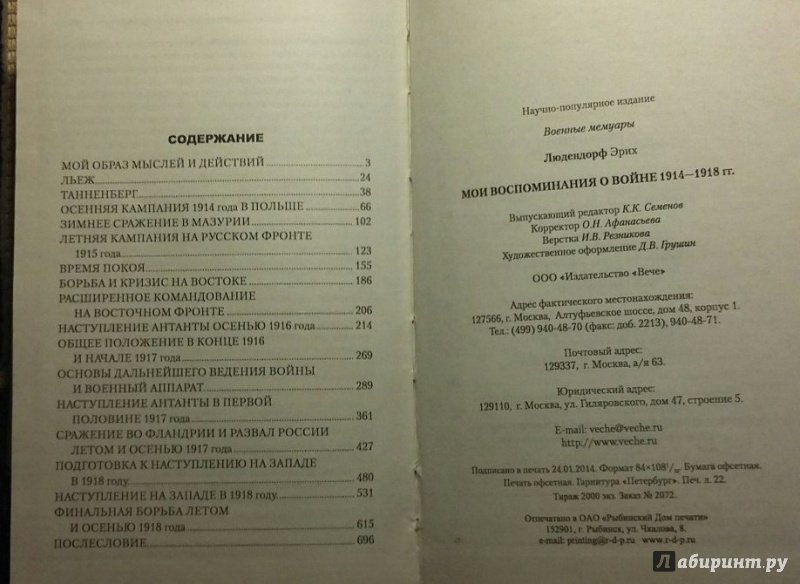 СОДЕРЖАНИЕ
МОЙ ОБРАЗ МЫСЛЕЙ И ДЕЙСТВИЙ 3
ЛЬЕЖ 24
ТАННЕНБЕРГ 38
ОСЕННЯЯ КАМПАНИЯ 1914 года В ПОЛЬШЕ 66
ЗИМНЕЕ СРАЖЕНИЕ В МАЗУРИИ 102
ЛЕТНЯЯ КАМПАНИЯ НА РУССКОМ ФРОНТЕ
1915 года 123
ВРЕМЯ ПОКОЯ 155
БОРЬБА И КРИЗИС НА ВОСТОКЕ 186
РАСШИРЕННОЕ КОМАНДОВАНИЕ
НА ВОСТОЧНОМ ФРОНТЕ 206
НАСТУПЛЕНИЕ АНТАНТЫ ОСЕНЬЮ 1916 года 214
ОБЩЕЕ ПОЛОЖЕНИЕ В КОНЦЕ 1916
И НАЧАЛЕ 1917 года 269
ОСНОВЫ ДАЛЬНЕЙШЕГО ВЕДЕНИЯ ВОЙНЫ
И ВОЕННЫЙ АППАРАТ 289
НАСТУПЛЕНИЕ АНТАНТЫ В ПЕРВОЙ
ПОЛОВИНЕ 1917 года 361
СРАЖЕНИЕ ВО ФЛАНДРИИ И РАЗВАЛ РОССИИ
ЛЕТОМ И ОСЕНЬЮ 1917 года 427
ПОДГОТОВКА К НАСТУПЛЕНИЮ НА ЗАПАДЕ
В 1918 году 480
НАСТУПЛЕНИЕ НА ЗАПАДЕ В 1918 году 531
ФИНАЛЬНАЯ БОРЬБА ЛЕТОМ
И ОСЕНЬЮ 1918 года 615
ПОСЛЕСЛОВИЕ 696
Научно-популярное издание
Военные мемуары
Людендорф Эрих
МОИ ВОСПОМИНАНИЯ О ВОЙНЕ 1914—1918 гг.
Выпускающий редактор К.К. Семенов
Корректор О.Н. Афанасьева
Верстка И.В. Резникова
Художественное оформление Д.В. Грушин
ООО «Издательство «Вече»
Адрес фактического местонахождения:
127566, г. Москва, Алтуфьевское шоссе, дом 48, корпус 1.
Тел.: (499) 940-48-70 (факс: доб. 2213), 940-48-71.
Почтовый адрес:
129337, г. Москва, а/я 63.
Юридический адрес:
129110, г. Москва, ул. Гиляровского, дом 47, строение 5.
E-mail: veche@veche.ru
http://www.veche.ru
Подписано в печать 24.01.2014. Формат 84×108 1/32. Бумага офсетная.
Печать офсетная. Гарнитура «Петербург». Печ. л. 22.
Тираж 2000 экз. Заказ № 2072.
Отпечатано в ОАО «Рыбинский Дом печати»
152901, г. Рыбинск, ул. Чкалова, 8.
e-mail: printing@r-d-p.ru www.r-d-p.ru
Лабиринт.ру